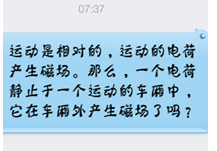 07:37
运动是相对的，运动的电荷
产生磁场。那么，一个电荷
静止于一个运动的车厢中，
它在车厢外产生磁场了吗？